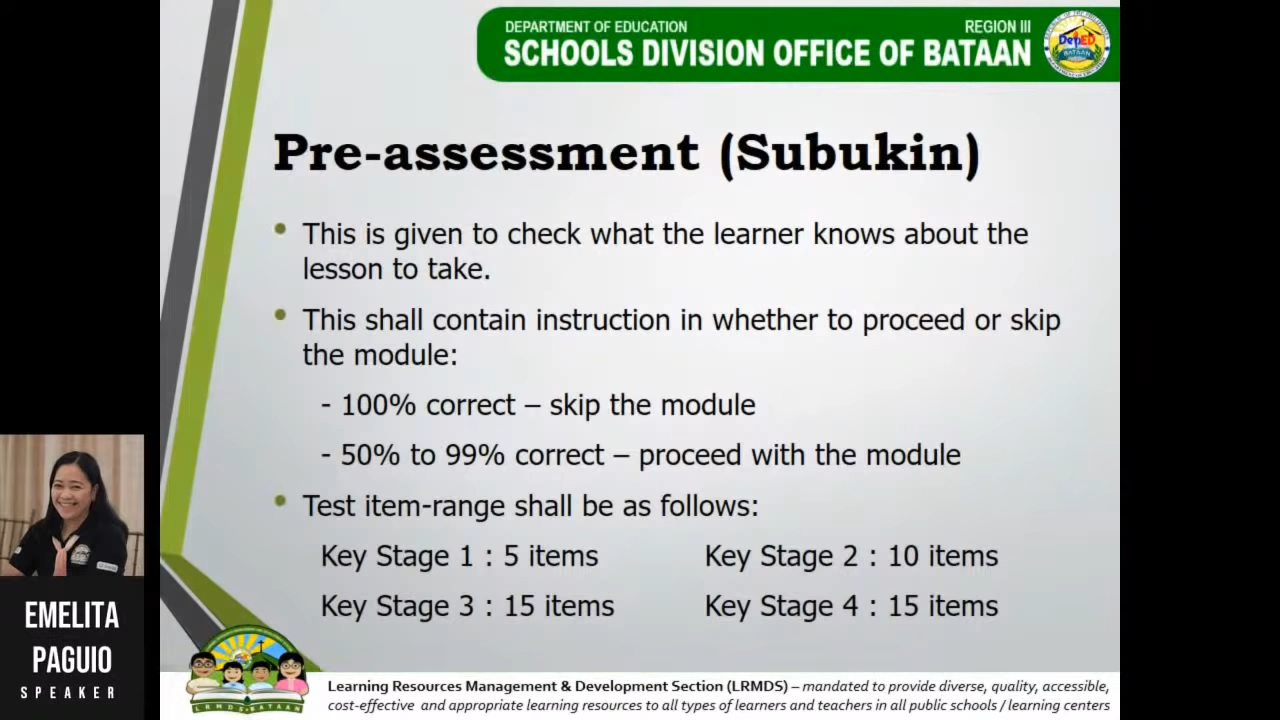 DEPARTMENT OF EDUCATION REGION III
SCHOOLS DIVISION OFFICE OF BATAAN
DepED
BATAAN
Pre-assessment (Subukin)
• This is given to check what the learner knows about the
lesson to take.
• This shall contain instruction in whether to proceed or skip
the module:
- 100% correct – skip the module
- 50% to 99% correct – proceed with the module
• Test item-range shall be as follows:
Key Stage 1 : 5 items Key Stage 2 : 10 items
Key Stage 3 : 15 items Key Stage 4 : 15 items
EMELITA
PAGUIO
SPEAKER
LRMDS BATAAN
Learning Resources Management & Development Section (LRMDS) – mandated to provide diverse, quality, accessible,
cost-effective and appropriate learning resources to all types of learners and teachers in all public schools / learning centers